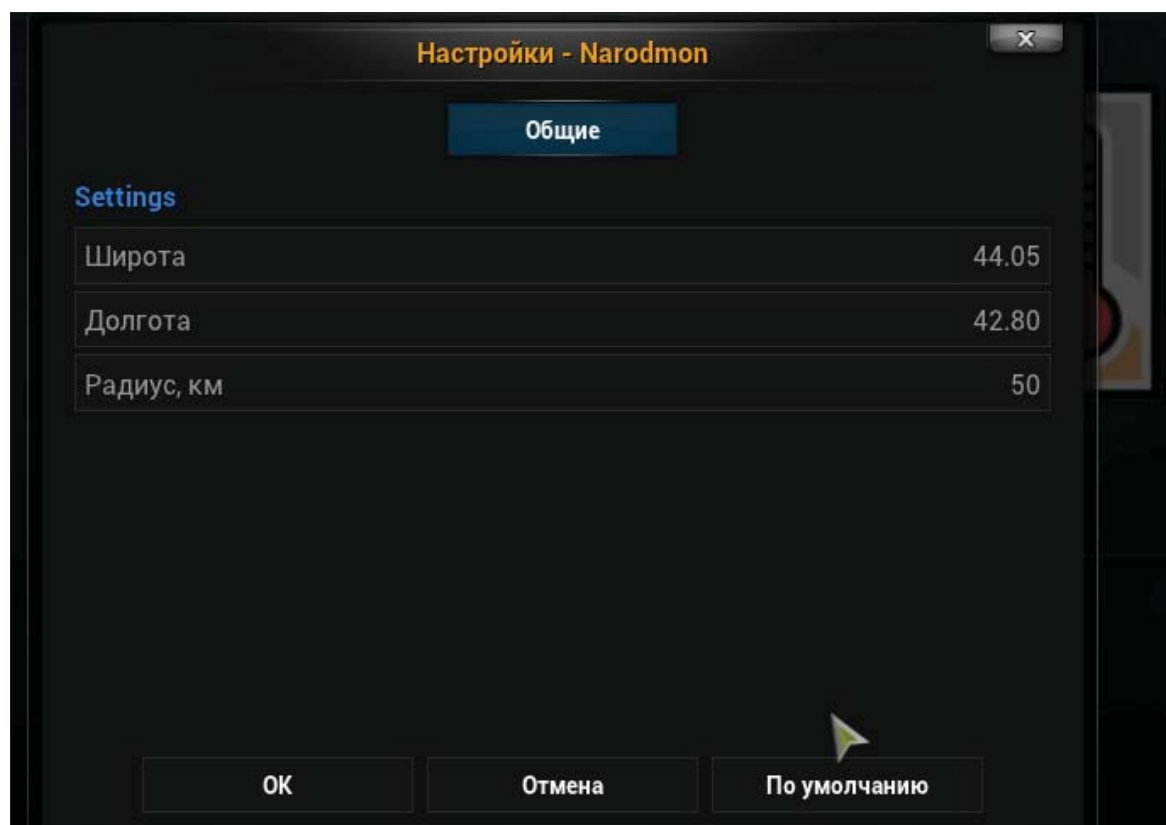 Настройки - Narodmon
Общие
Settings
Широта 44.05
Долгота 42.80
Радиус, км 50
OK Отмена По умолчанию